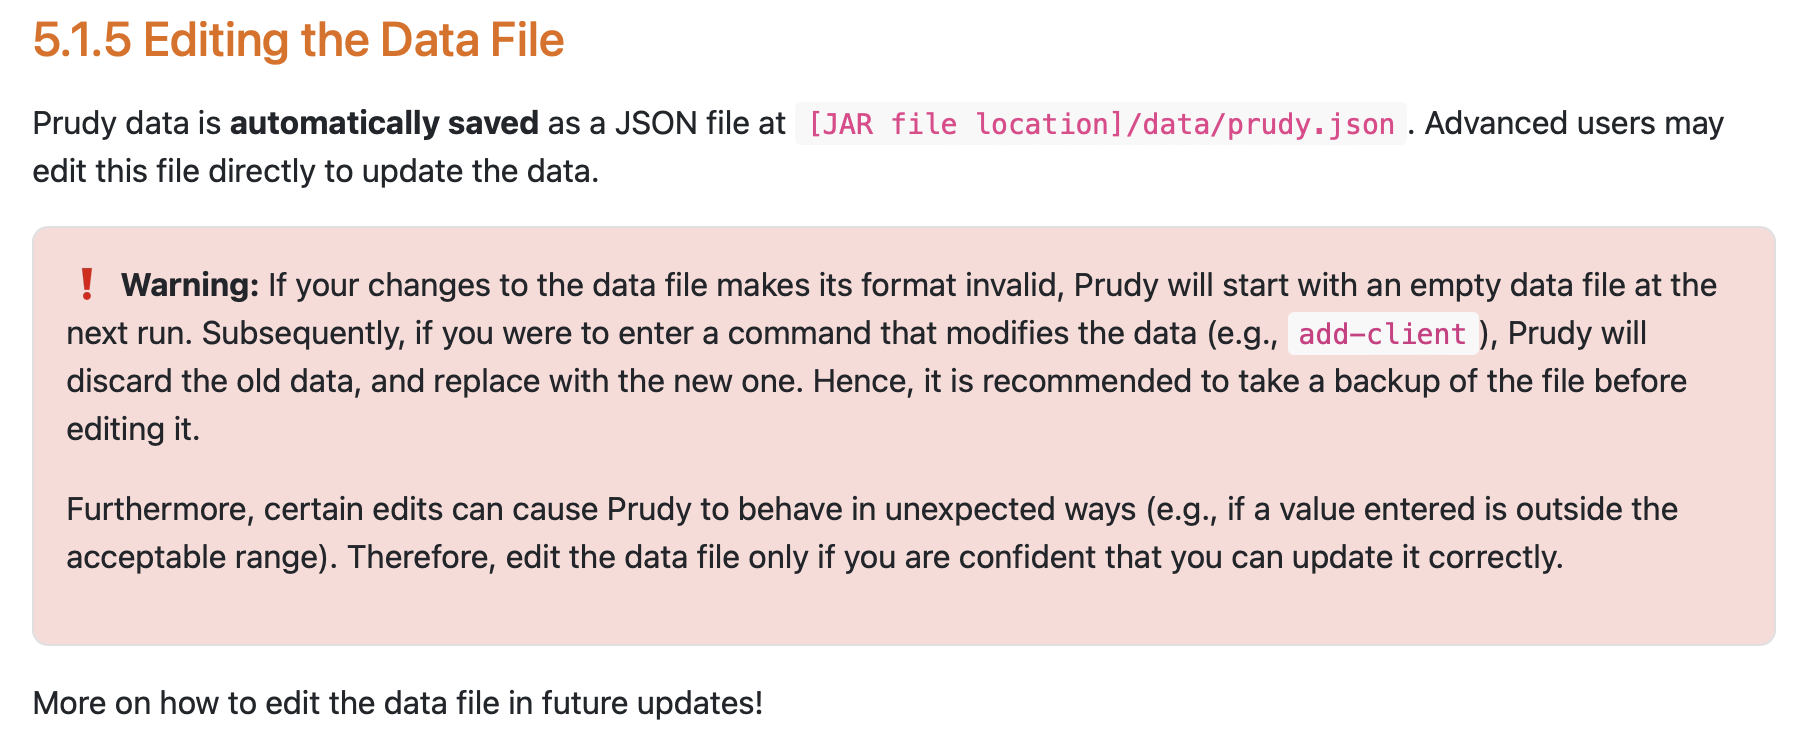 5.1.5 Editing the Data File
Prudy data is automatically saved as a JSON file at [JAR file location]/data/prudy.json. Advanced users may
edit this file directly to update the data.
❗ Warning: If your changes to the data file makes its format invalid, Prudy will start with an empty data file at the
next run. Subsequently, if you were to enter a command that modifies the data (e.g., add-client), Prudy will
discard the old data, and replace with the new one. Hence, it is recommended to take a backup of the file before
editing it.
Furthermore, certain edits can cause Prudy to behave in unexpected ways (e.g., if a value entered is outside the
acceptable range). Therefore, edit the data file only if you are confident that you can update it correctly.
More on how to edit the data file in future updates!